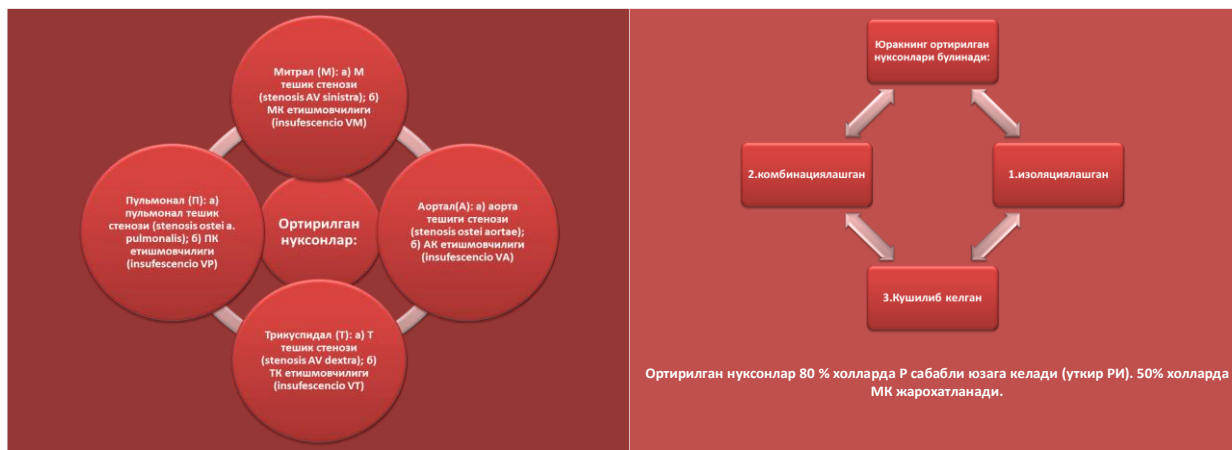 Митрал (М): а) М
тешик стенози
(stenosis AV sinistra); б)
МК етишмовчилиги
(insufescencio VM)
Пульмонал (П): а)
пульмонал тешик
стенози (stenosis ostei a.
pulmonalis); б) ПК
етишмовчилиги
(insufescencio VP)
Ортирилган
нуксонлар:
Аортал(А): а) аорта
тешиги стенози
(stenosis ostei aortae);
б) АК етишмовчилиги
(insufescencio VA)
Трикуспидал (Т): а) Т
тешик стенози
(stenosis AV dextra); б)
ТК етишмовчилиги
(insufescencio VT)
Юракнинг ортирилган
нуксонлари булинади:
2.комбинациялашган
1.изоляциялашган
3.Кушилиб келган
Ортирилган нуксонлар 80 % холларда Р сабабли юзага келади (уткир РИ). 50% холларда
МК жарохатланади.